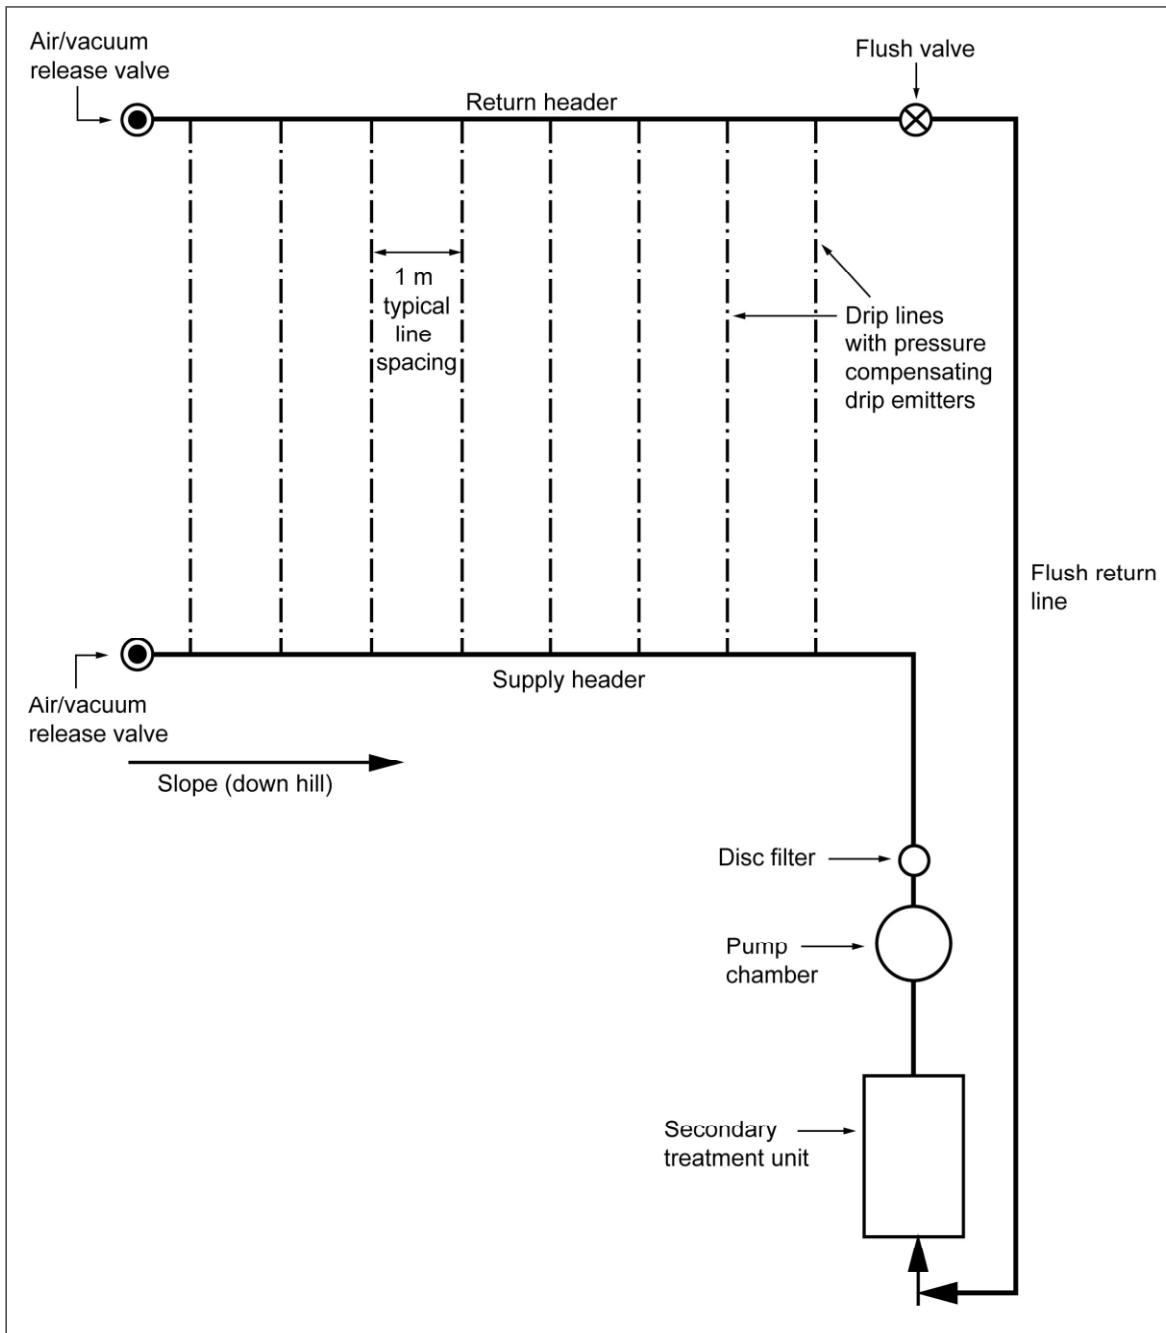 Air/vacuum
release valve
Flush valve
Return header
1 m
typical
line
spacing
Drip lines
with pressure
compensating
drip emitters
Flush return
line
Supply header
Air/vacuum
release valve
Slope (down hill)
Disc filter
Pump
chamber
Secondary
treatment unit